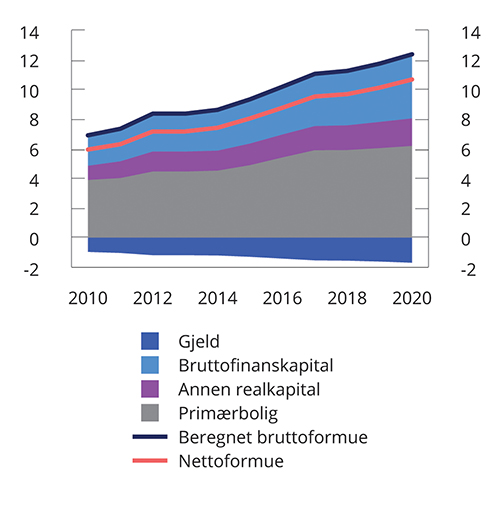 14 14
12 12
10 10
8 8
6 6
4 4
2 2
0 0
-2 -2
2010 2012 2014 2016 2018 2020
Gjeld
Bruttofinanskapital
Annen realkapital
Primærbolig
Beregnet bruttoformue
Nettoformue